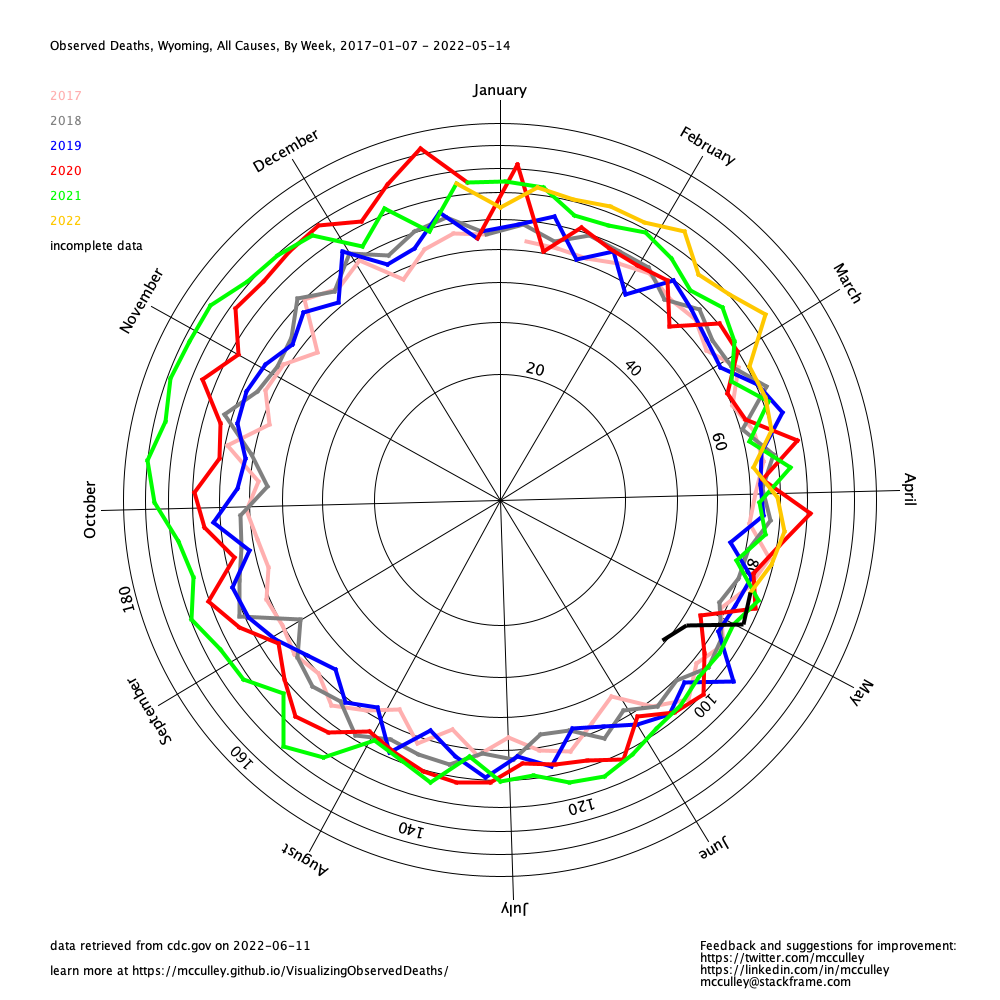 Observed Deaths, Wyoming, All Causes, By Week, 2017-01-07 - 2022-05-14
2017
2018
2019
2020
2021
2022
incomplete data
January
February
March
April
May
June
July
August
September
October
November
December
20
40
60
80
100
120
140
160
180
data retrieved from cdc.gov on 2022-06-11
learn more at https://mcculley.github.io/VisualizingObservedDeaths/
Feedback and suggestions for improvement:
https://twitter.com/mcculley
https://linkedin.com/in/mcculley
mcculley@stackframe.com